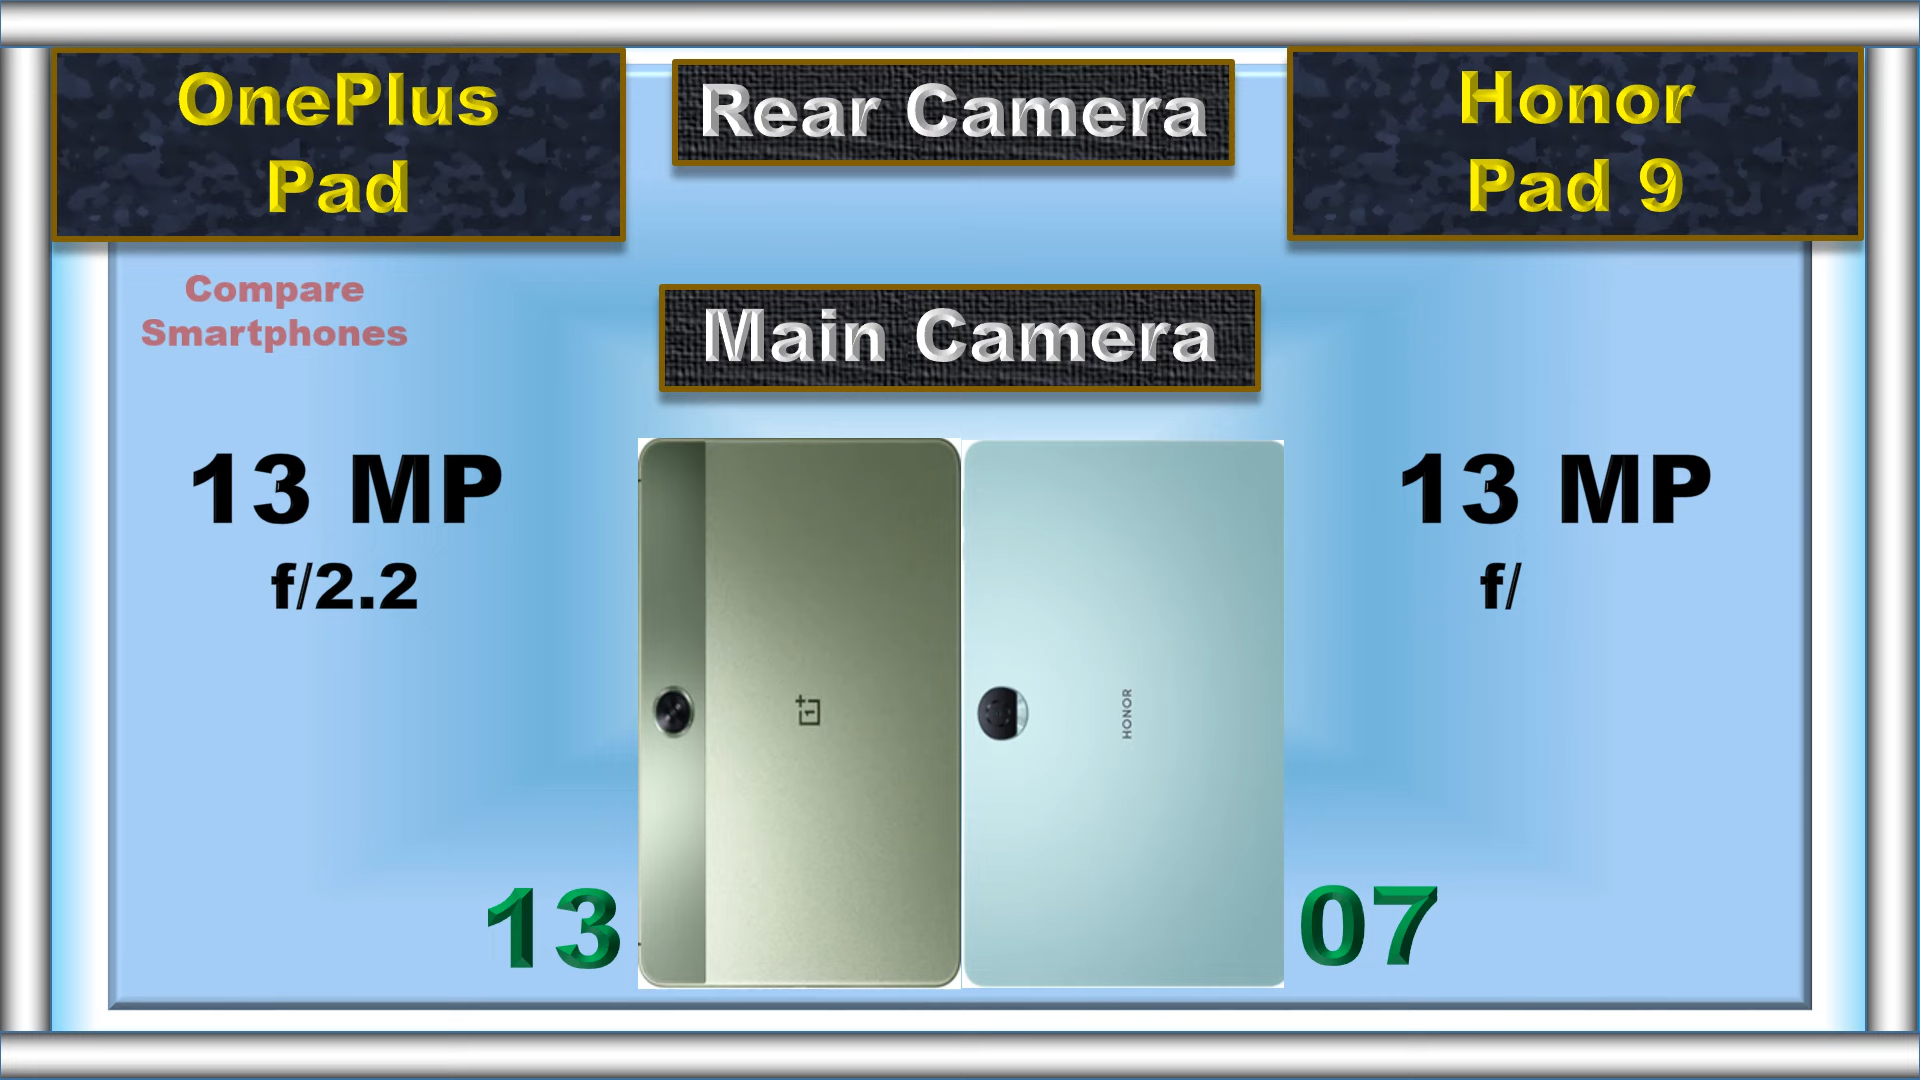 OnePlus
Pad
Rear Camera
Honor
Pad 9
Compare
Smartphones
Main Camera
13 MP
f/2.2
13 MP
f/
1
HONOR
13
07